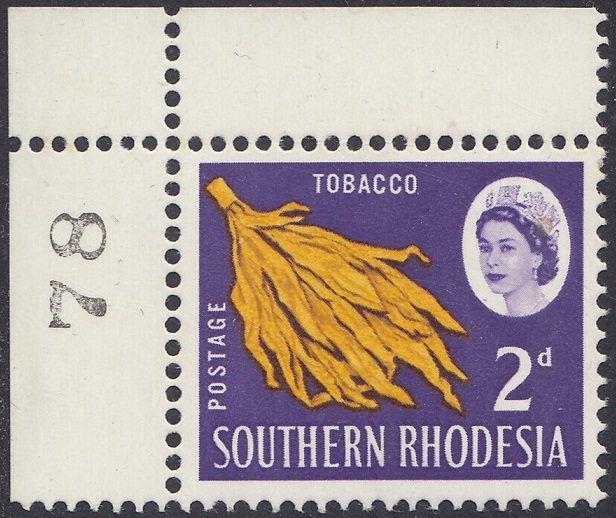 TOBACCO
POSTAGE
2d
SOUTHERN RHODESIA
78